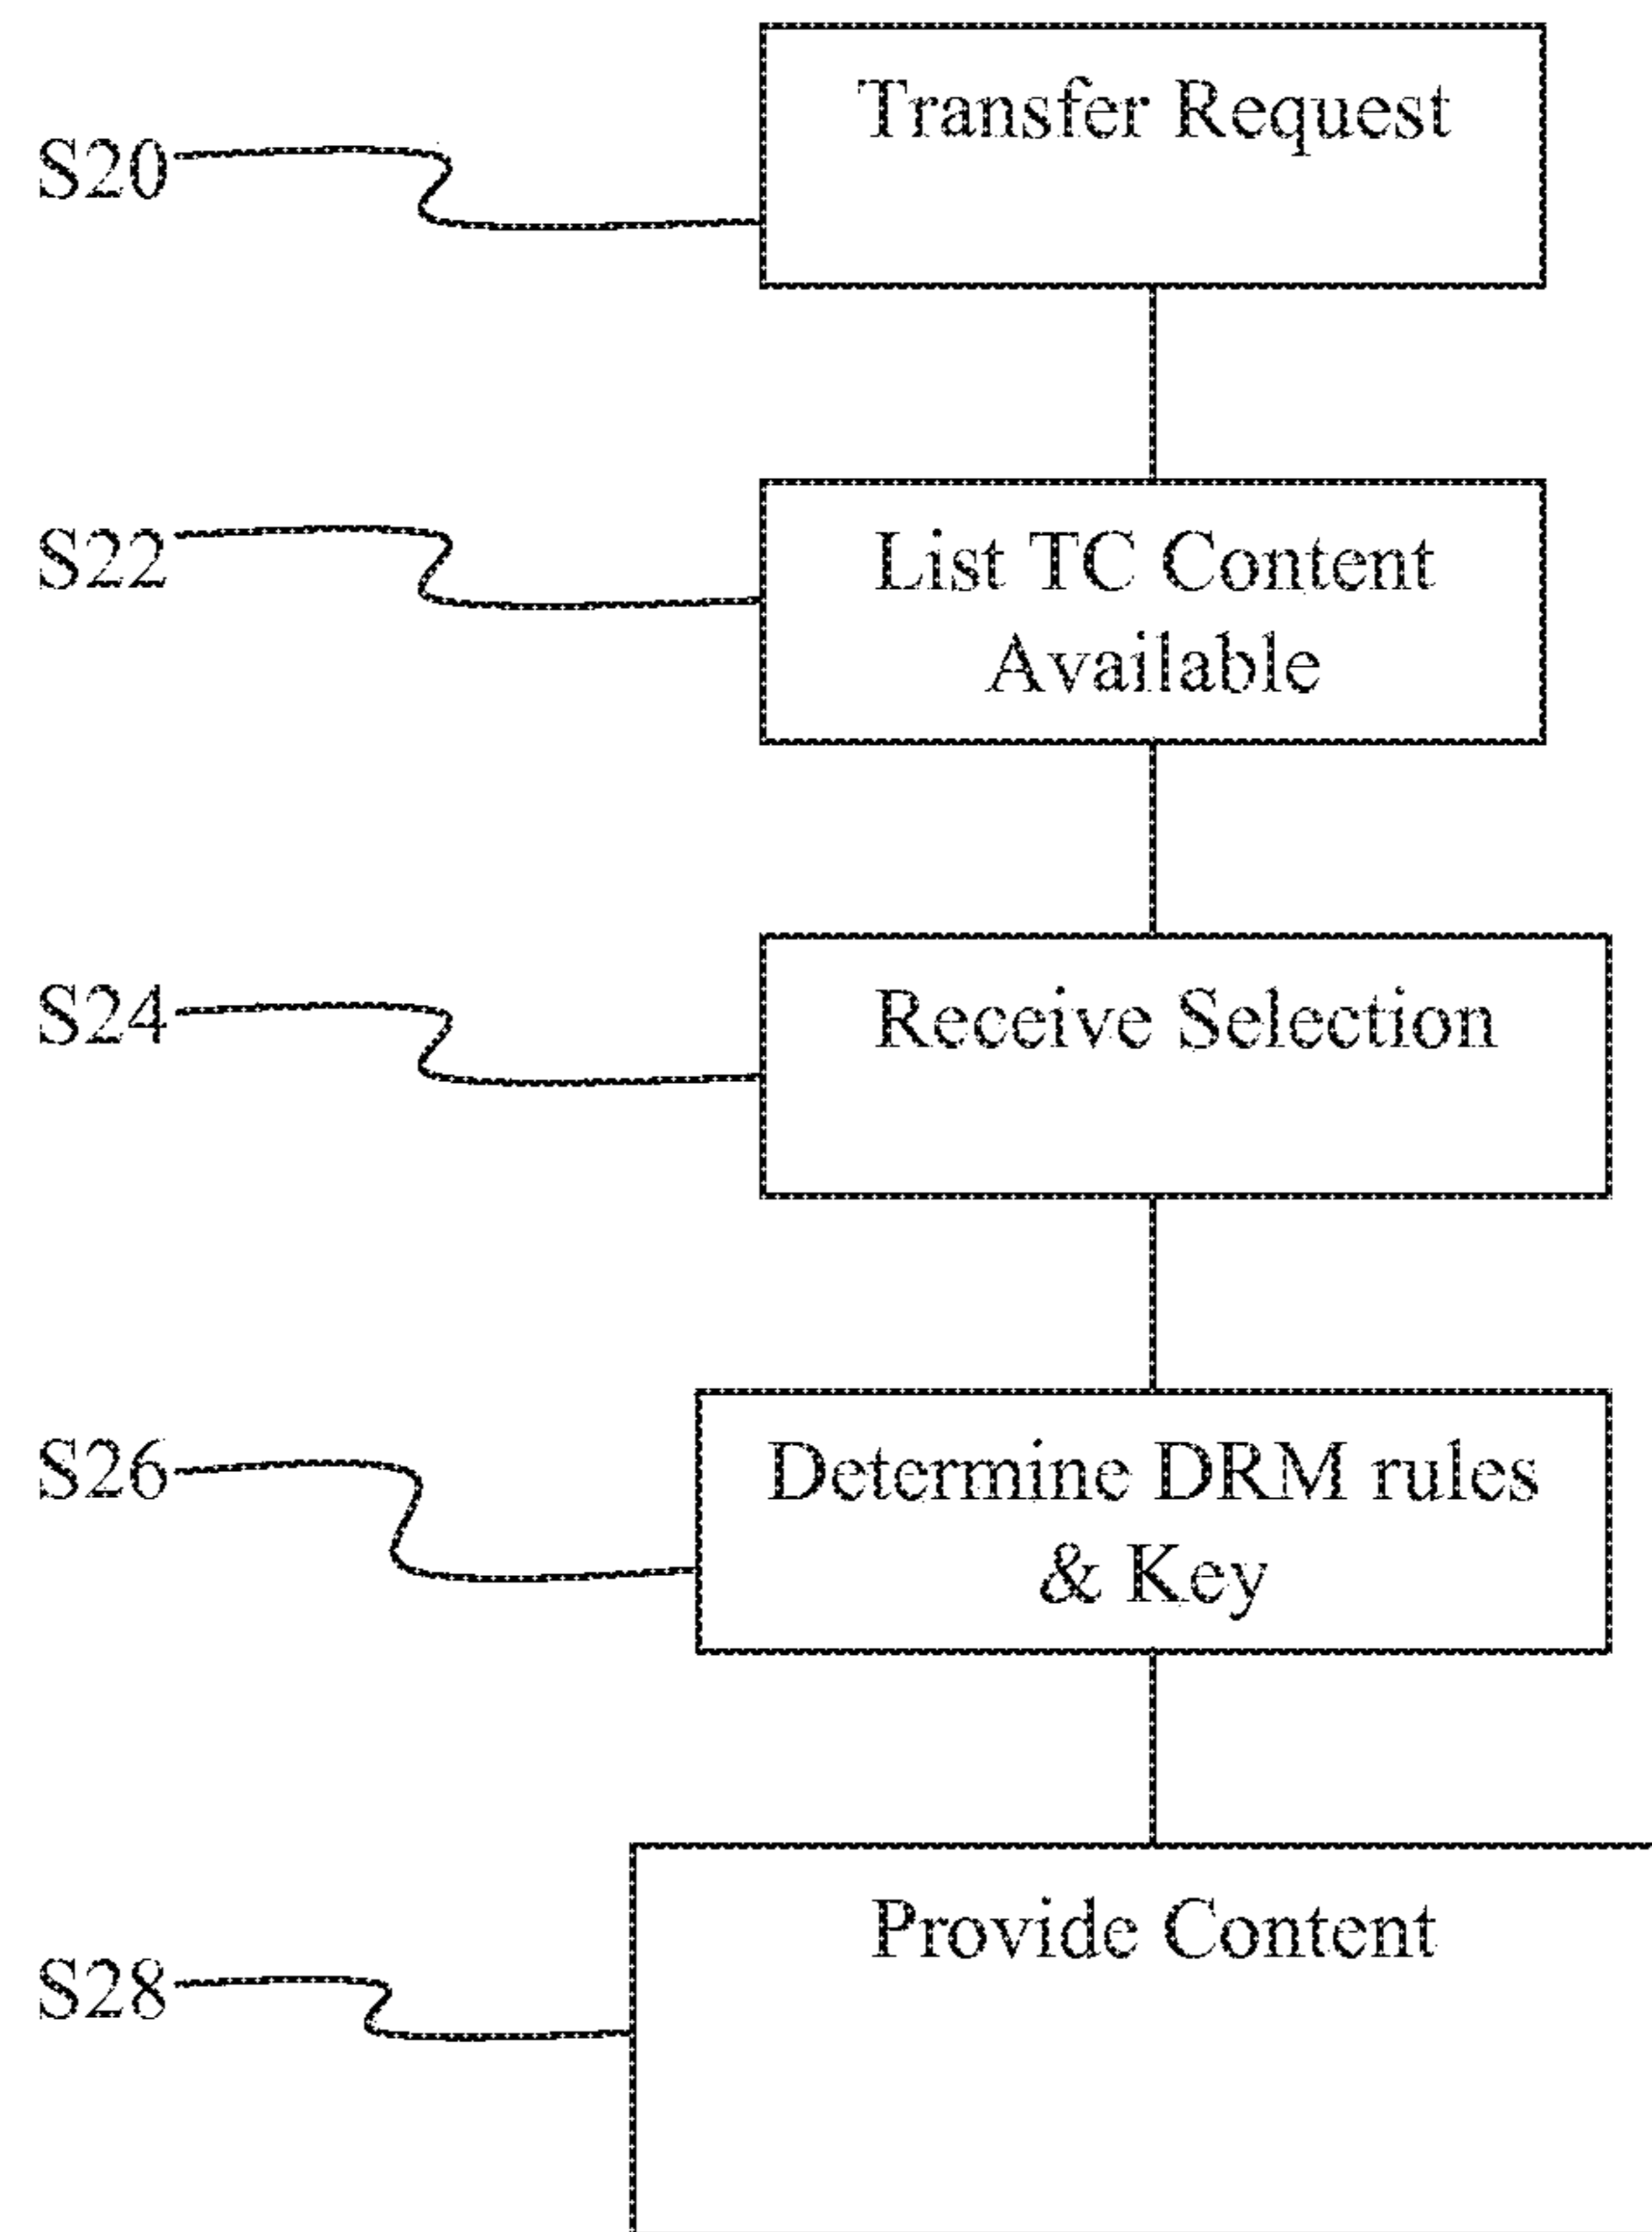 S20
Transfer Request
S22
List TC Content
Available
S24
Receive Selection
S26
Determine DRM rules
& Key
S28
Provide Content